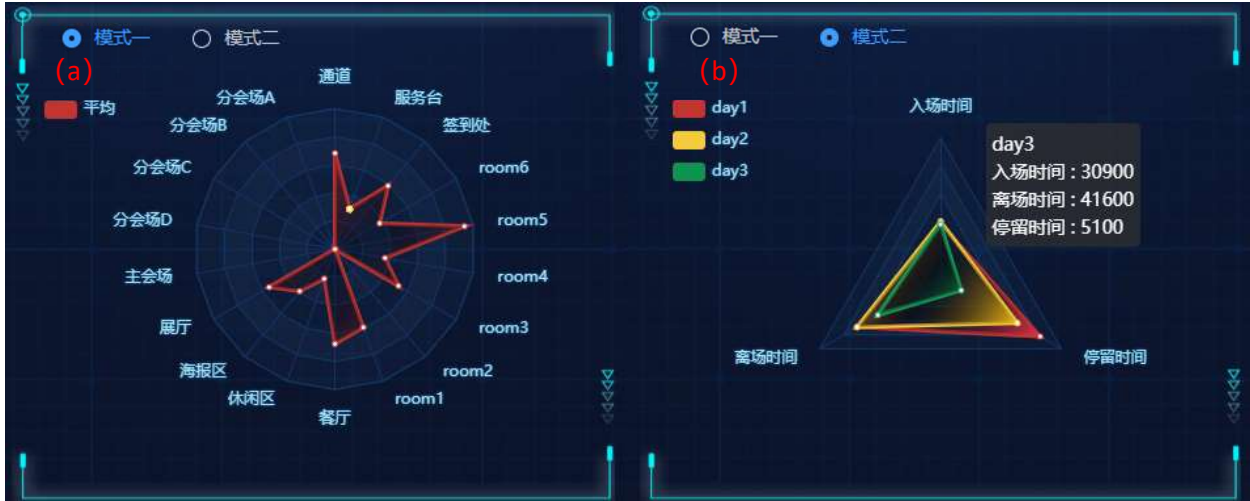 模式一
模式二
(a)
平均
通道
服务台
签到处
room6
room5
room4
room3
room2
room1
餐厅
休闲区
海报区
展厅
主会场
分会场D
分会场C
分会场B
分会场A
模式一
模式二
(b)
day1
day2
day3
入场时间
day3
入场时间 : 30900
离场时间 : 41600
停留时间 : 5100
离场时间
停留时间